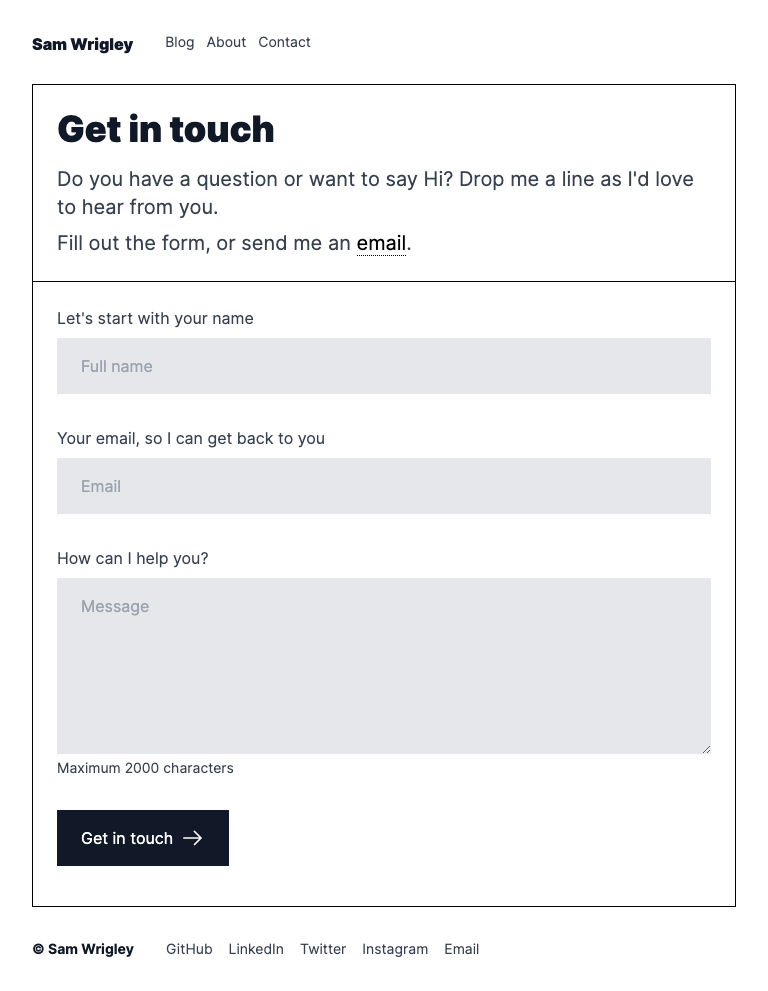 Sam Wrigley Blog About Contact
Get in touch
Do you have a question or want to say Hi? Drop me a line as I'd love
to hear from you.
Fill out the form, or send me an email.
Let's start with your name
Full name
Your email, so I can get back to you
Email
How can I help you?
Message
Maximum 2000 characters
Get in touch
© Sam Wrigley GitHub LinkedIn Twitter Instagram Email